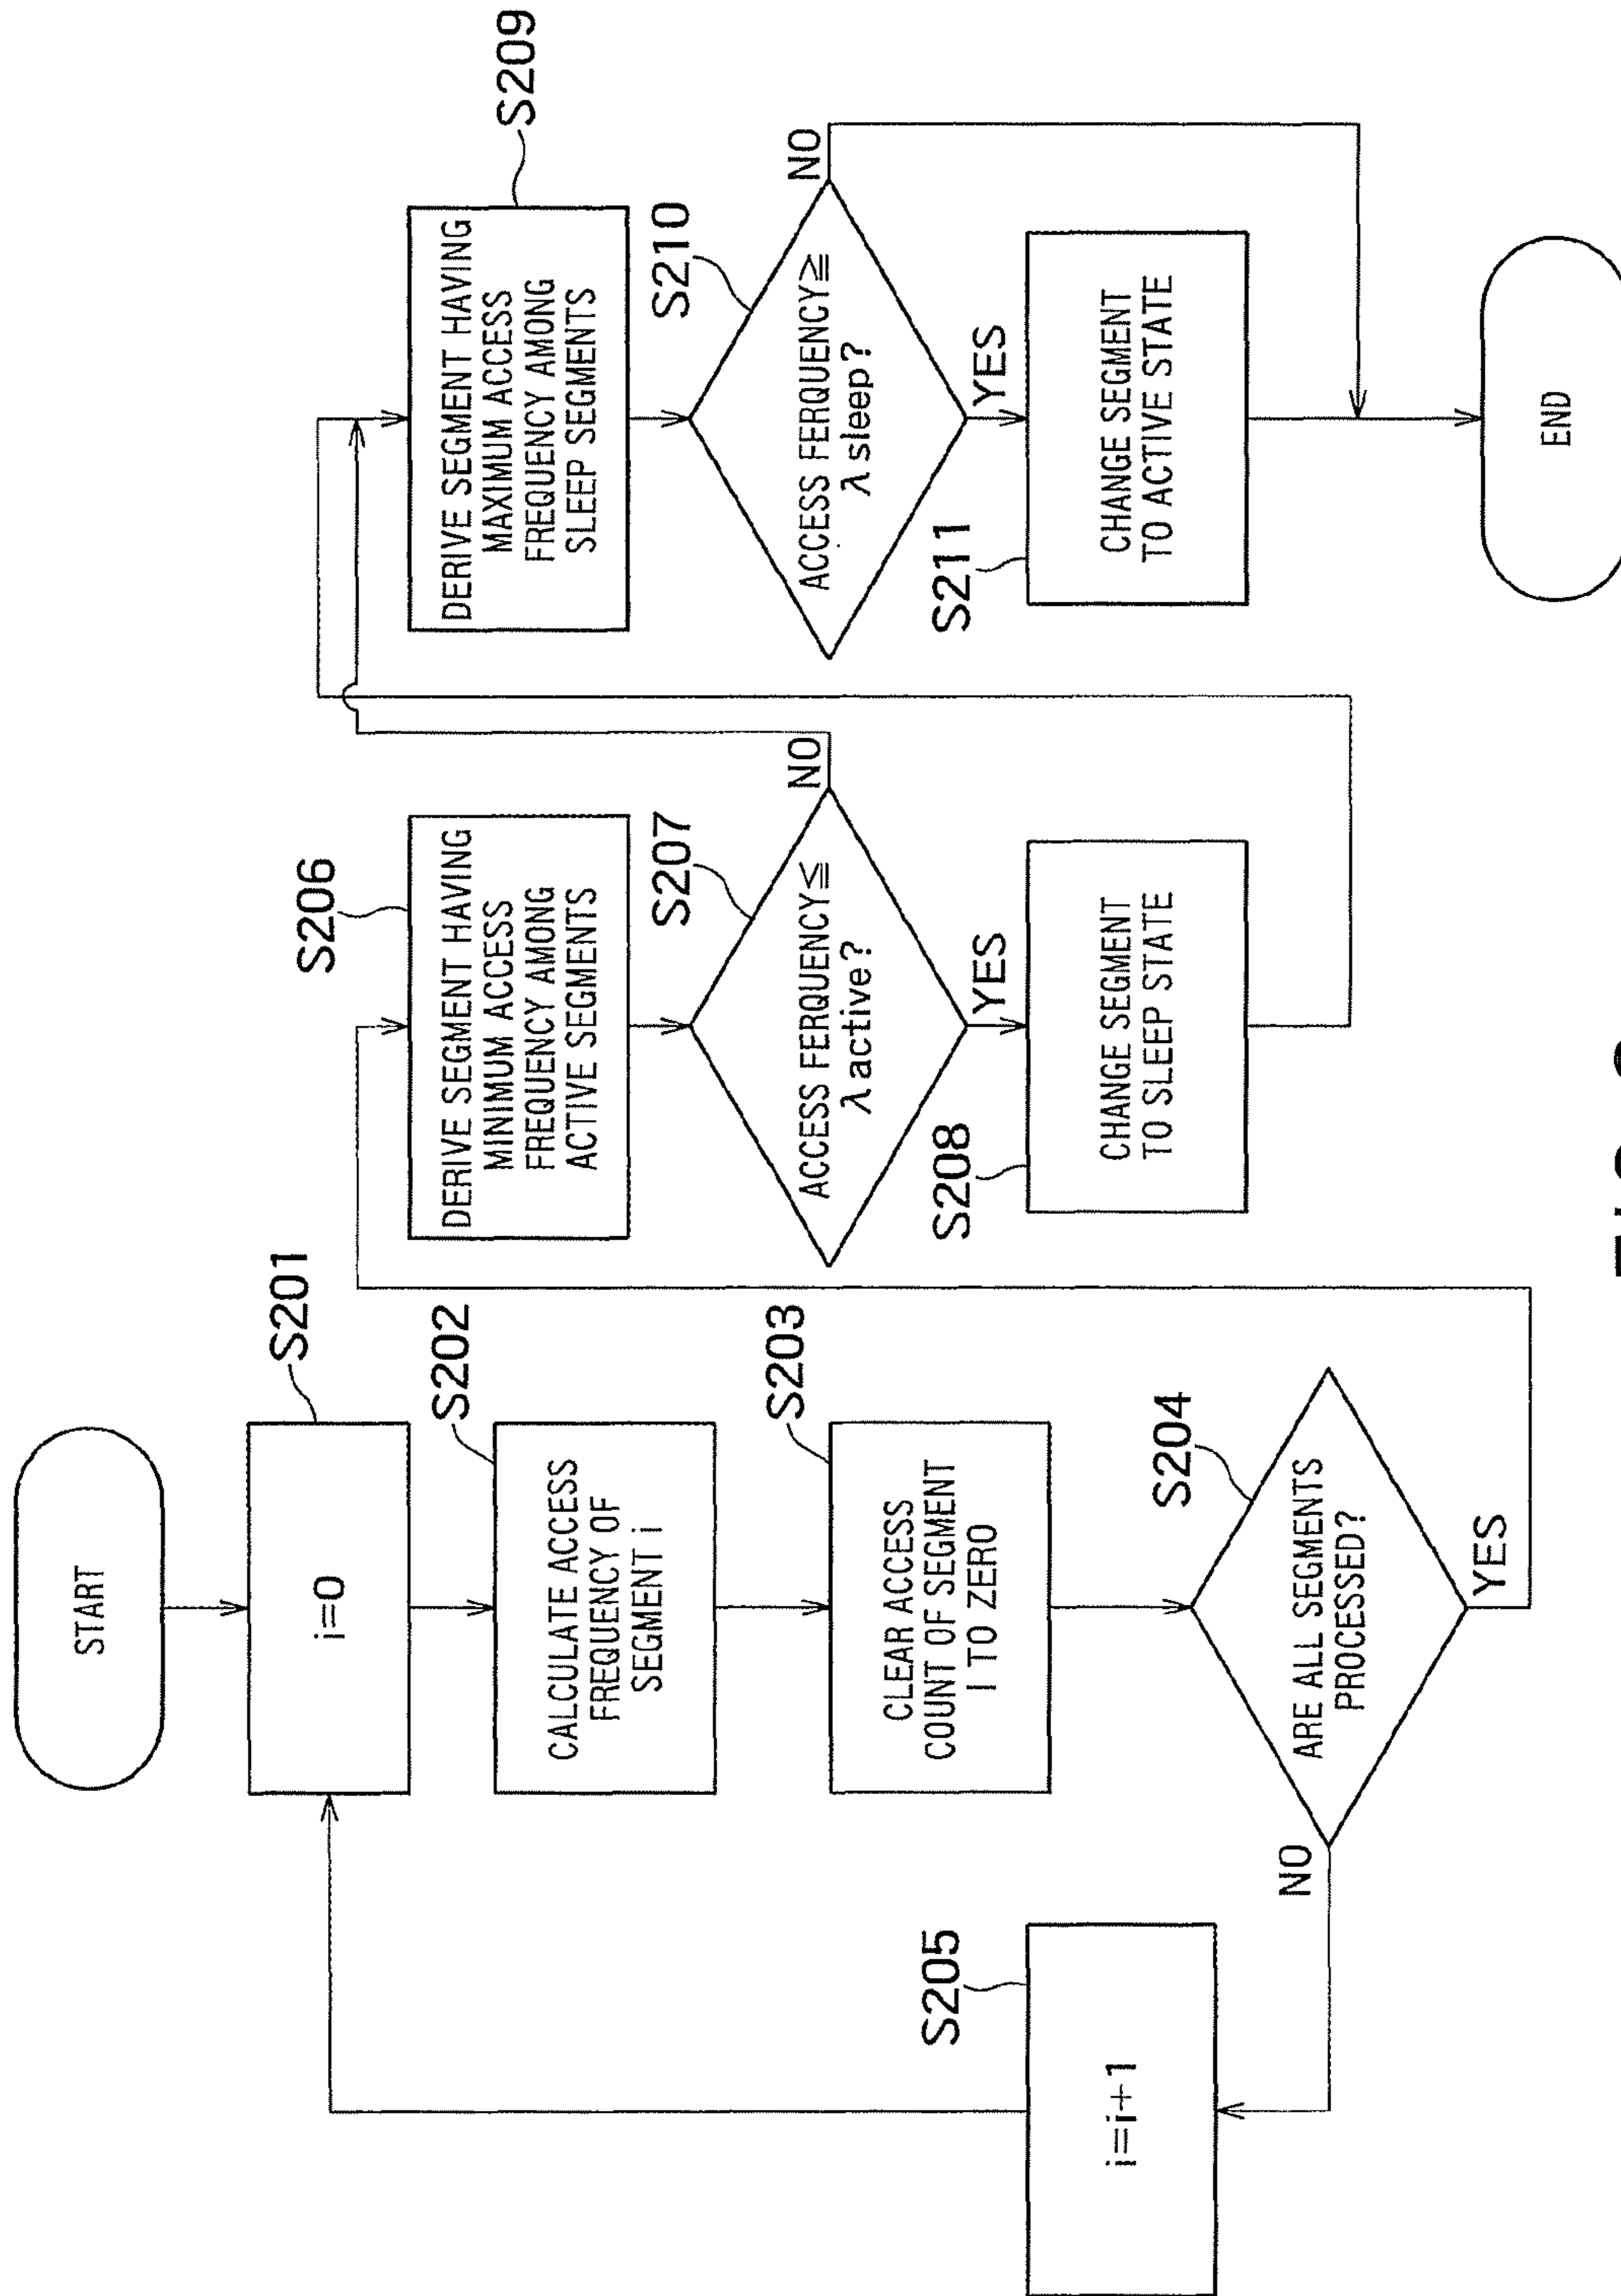 START
S201
i=0
S202
CALCULATE ACCESS
FREQUENCY OF
SEGMENT i
S203
CLEAR ACCESS
COUNT OF SEGMENT
I TO ZERO
S204
ARE ALL SEGMENTS
PROCESSED?
NO
YES
S205
i=i+1
S206
DERIVE SEGMENT HAVING
MINIMUM ACCESS
FREQUENCY AMONG
ACTIVE SEGMENTS
S207
ACCESS FERQUENCY≦
λ active?
NO
YES
S208
CHANGE SEGMENT
TO SLEEP STATE
S209
DERIVE SEGMENT HAVING
MAXIMUM ACCESS
FREQUENCY AMONG
SLEEP SEGMENTS
S210
ACCESS FERQUENCY≧
λ sleep?
NO
YES
S211
CHANGE SEGMENT
TO ACTIVE STATE
END